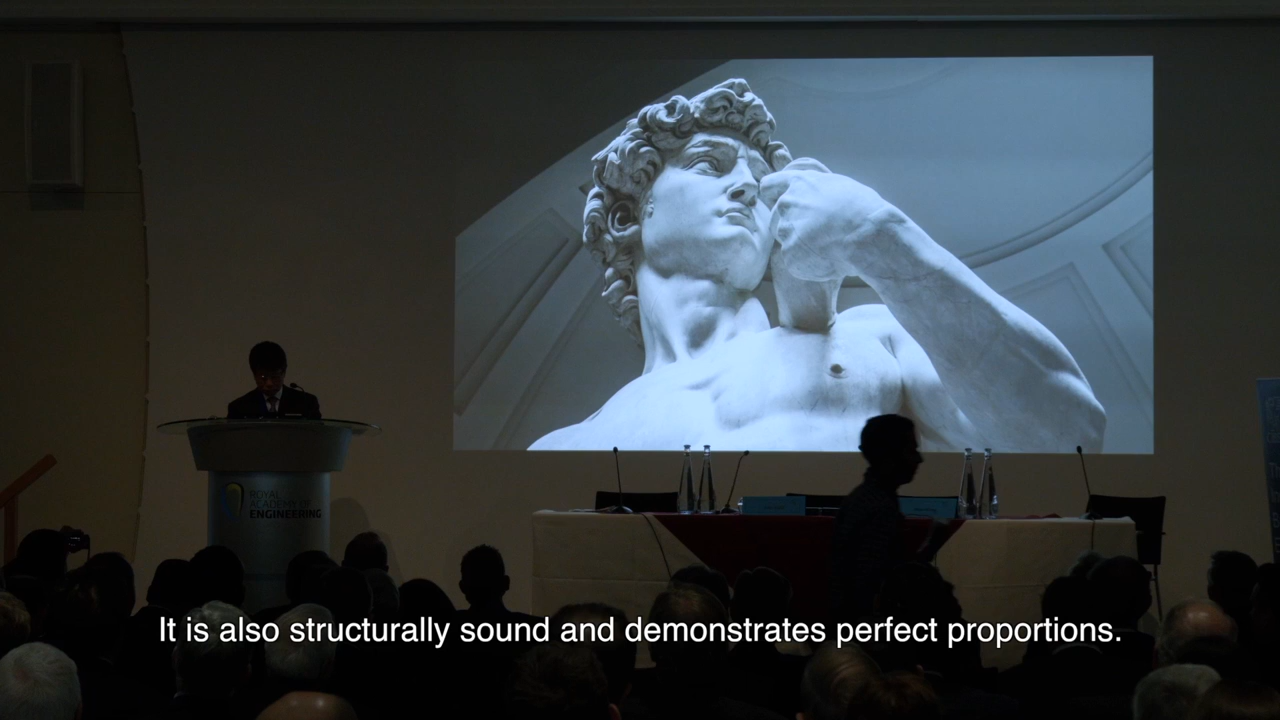 ROYAL
ACADEMY OF
ENGINEERING
It is also structurally sound and demonstrates perfect proportions.